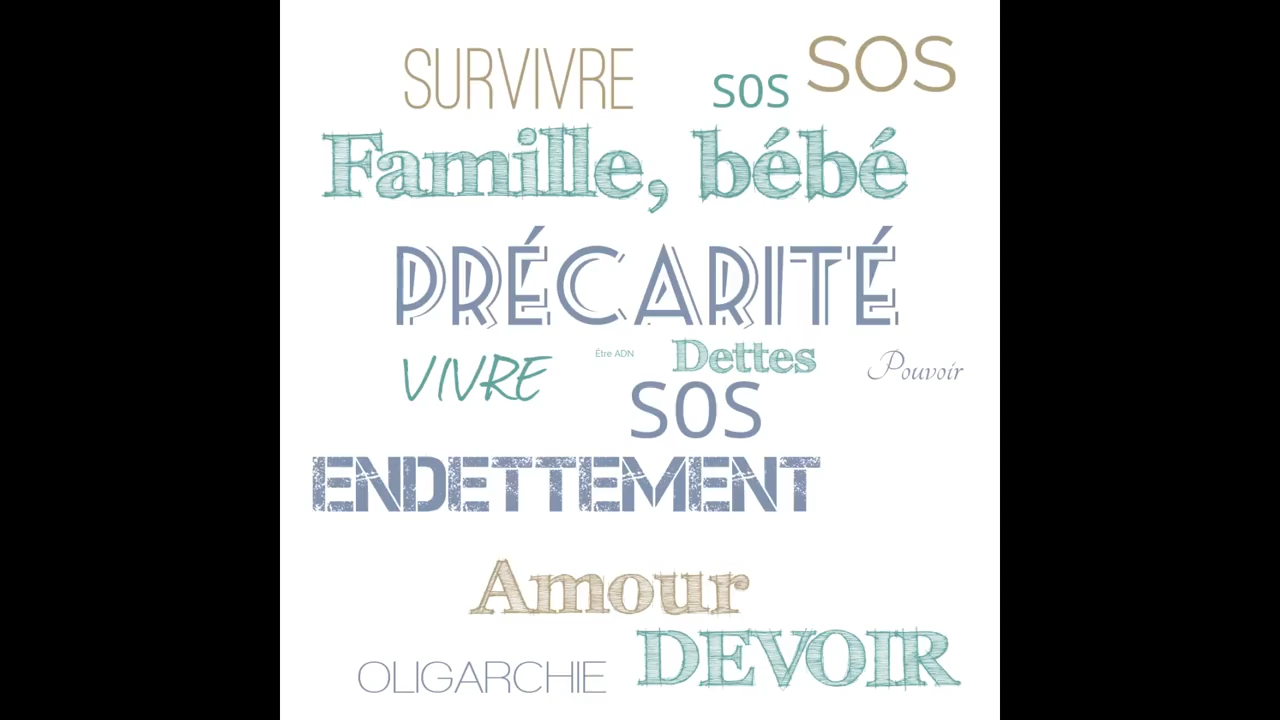 SURVIVRE SOS SOS
Famille, bébé
PRÉCARITÉ
VIVRE Être ADN Dettes Pouvoir
SOS
ENDETTEMENT
Amour
OLIGARCHIE DEVOIR